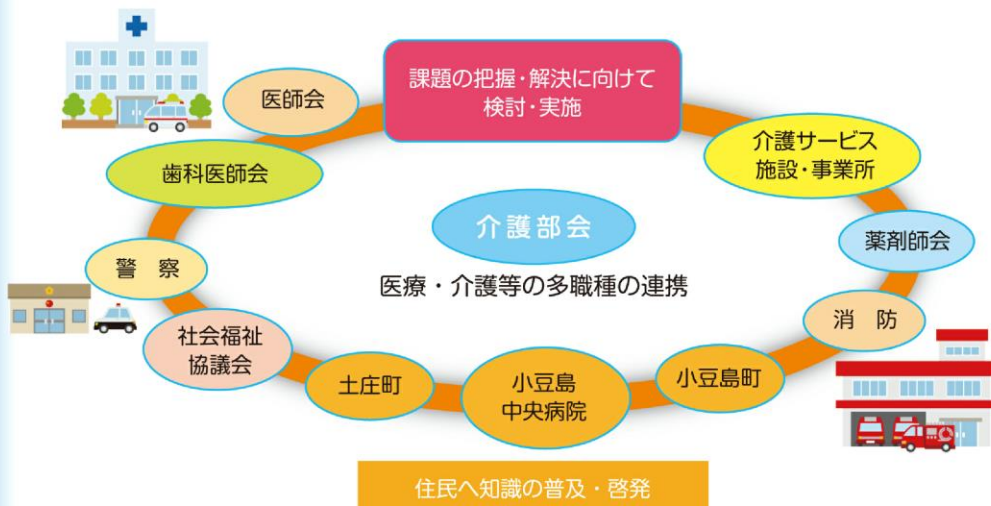 課題の把握・解決に向けて
検討・実施
医師会
介護サービス
施設・事業所
歯科医師会
介護部会
薬剤師会
警 察
医療・介護等の多職種の連携
消 防
社会福祉
協議会
土庄町
小豆島
中央病院
小豆島町
住民へ知識の普及・啓発